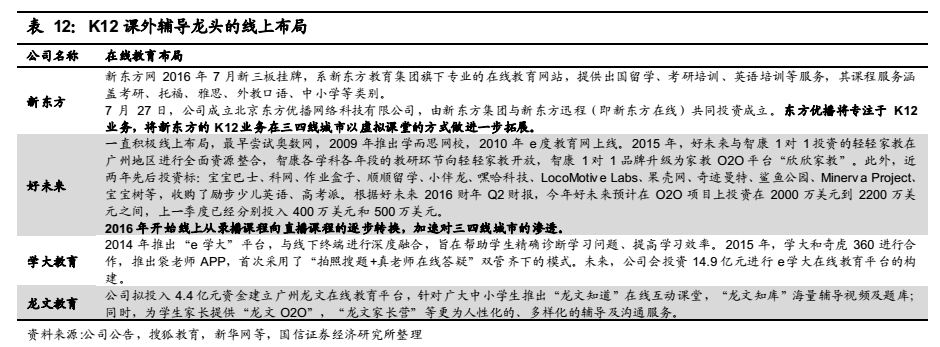 表 12：K12 课外辅导龙头的线上布局
公司名称 在线教育布局
新东方网 2016 年 7 月新三板挂牌，系新东方教育集团旗下专业的在线教育网站，提供出国留学、考研培训、英语培训等服务，其课程服务涵
盖考研、托福、雅思、外教口语、中小学等类别。
新东方
7 月 27 日，公司成立北京东方优播网络科技有限公司，由新东方集团与新东方迅程（即新东方在线）共同投资成立。东方优播将专注于 K12
业务，将新东方的 K12业务在三四线城市以虚拟课堂的方式做进一步拓展。
一直积极线上布局，最早尝试奥数网，2009 年推出学而思网校，2010 年 e度教育网上线。2015 年，好未来与智康 1 对 1投资的轻轻家教在
广州地区进行全面资源整合，智康各学科各年段的教研环节向轻轻家教开放，智康 1对 1品牌升级为家教 O2O 平台“欣欣家教”。此外，近
两年先后投资标：宝宝巴士、科网、作业盒子、顺顺留学、小伴龙、嘿哈科技、LocoMotive Labs、果壳网、奇迹曼特、鲨鱼公园、Minerva Project、
好未来
宝宝树等，收购了励步少儿英语、高考派。根据好未来 2016 财年 Q2 财报，今年好未来预计在 O2O 项目上投资在 2000 万美元到 2200 万美
元之间，上一季度已经分别投入 400 万美元和 500 万美元。
2016 年开始线上从录播课程向直播课程的逐步转换，加速对三四线城市的渗透。
2014 年推出“e 学大”平台，与线下终端进行深度融合，旨在帮助学生精确诊断学习问题、提高学习效率。2015 年，学大和奇虎 360 进行合
学大教育 作，推出袋老师 APP，首次采用了“拍照搜题+真老师在线答疑”双管齐下的模式。未来，公司会投资 14.9 亿元进行 e学大在线教育平台的构
建。
公司拟投入 4.4 亿元资金建立广州龙文在线教育平台，针对广大中小学生推出“龙文知道”在线互动课堂，“龙文知库”海量辅导视频及题库；
龙文教育
同时，为学生家长提供“龙文 O2O”，“龙文家长营”等更为人性化的、多样化的辅导及沟通服务。
资料来源:公司公告，搜狐教育，新华网等，国信证券经济研究所整理